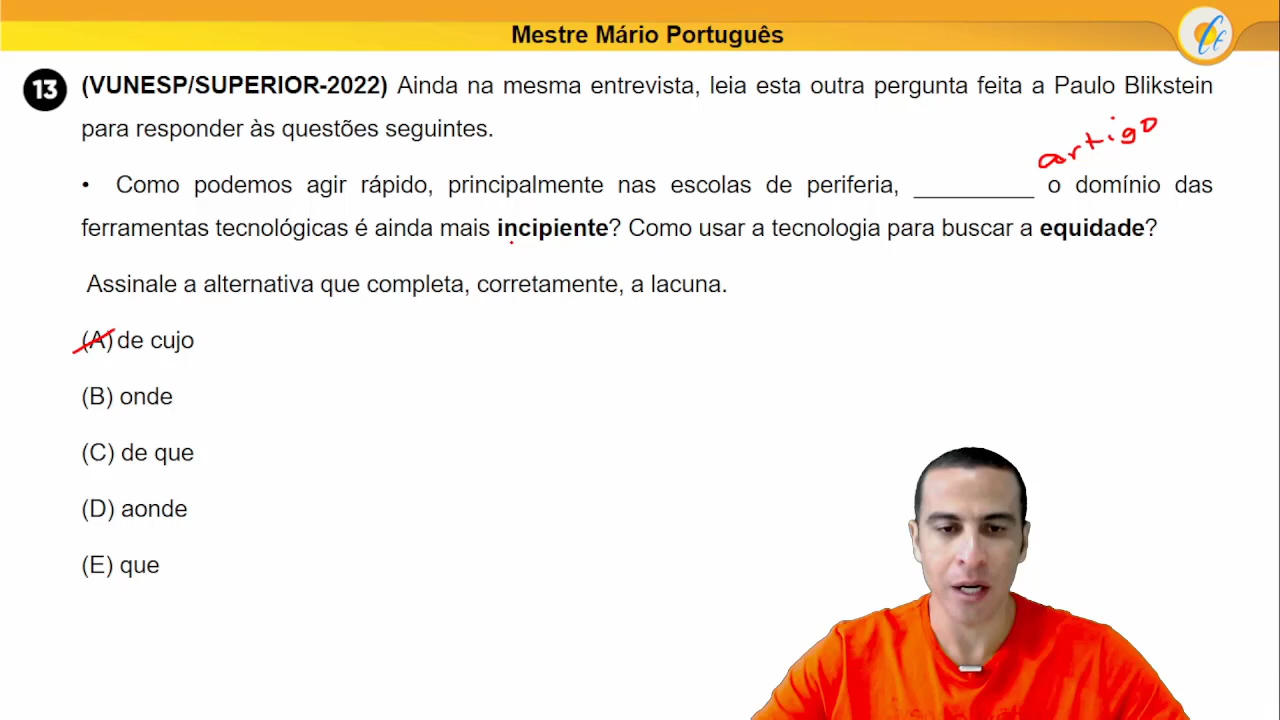 Mestre Mário Português
13 (VUNESP/SUPERIOR-2022) Ainda na mesma entrevista, leia esta outra pergunta feita a Paulo Blikstein
para responder às questões seguintes.
artigo
• Como podemos agir rápido, principalmente nas escolas de periferia, __________ o domínio das
ferramentas tecnológicas é ainda mais incipiente? Como usar a tecnologia para buscar a equidade?
Assinale a alternativa que completa, corretamente, a lacuna.
(A) de cujo
(B) onde
(C) de que
(D) aonde
(E) que